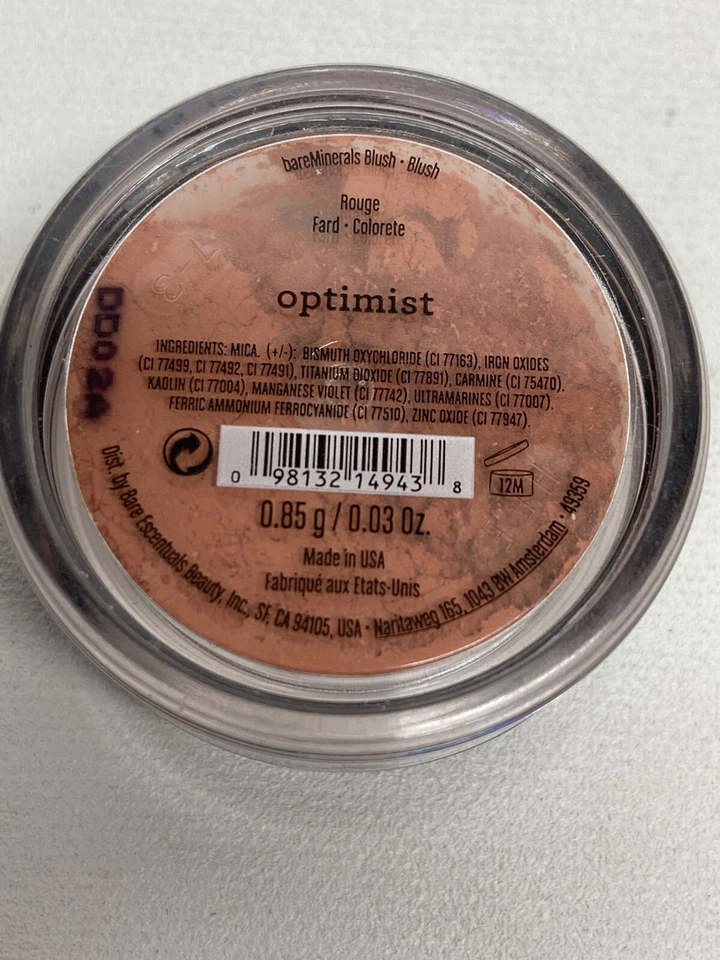 bareMinerals Blush • Blush
Rouge
Fard • Colorete
optimist
INGREDIENTS: MICA. (+/-): BISMUTH OXYCHLORIDE (CI 77163), IRON OXIDES
(CI 77499, CI 77492, CI 77491), TITANIUM DIOXIDE (CI 77891), CARMINE (CI 75470),
KAOLIN (CI 77004), MANGANESE VIOLET (CI 77742), ULTRAMARINES (CI 77007),
FERRIC AMMONIUM FERROCYANIDE (CI 77510), ZINC OXIDE (CI 77947).
DD024
0 98132 14943 8
12M
0.85 g / 0.03 Oz.
Made in USA
Fabriqué aux Etats-Unis
Dist. by Bare Escentuals Beauty, Inc., SF, CA 94105, USA • Naritaweg 165, 1043 BW Amsterdam • 49369